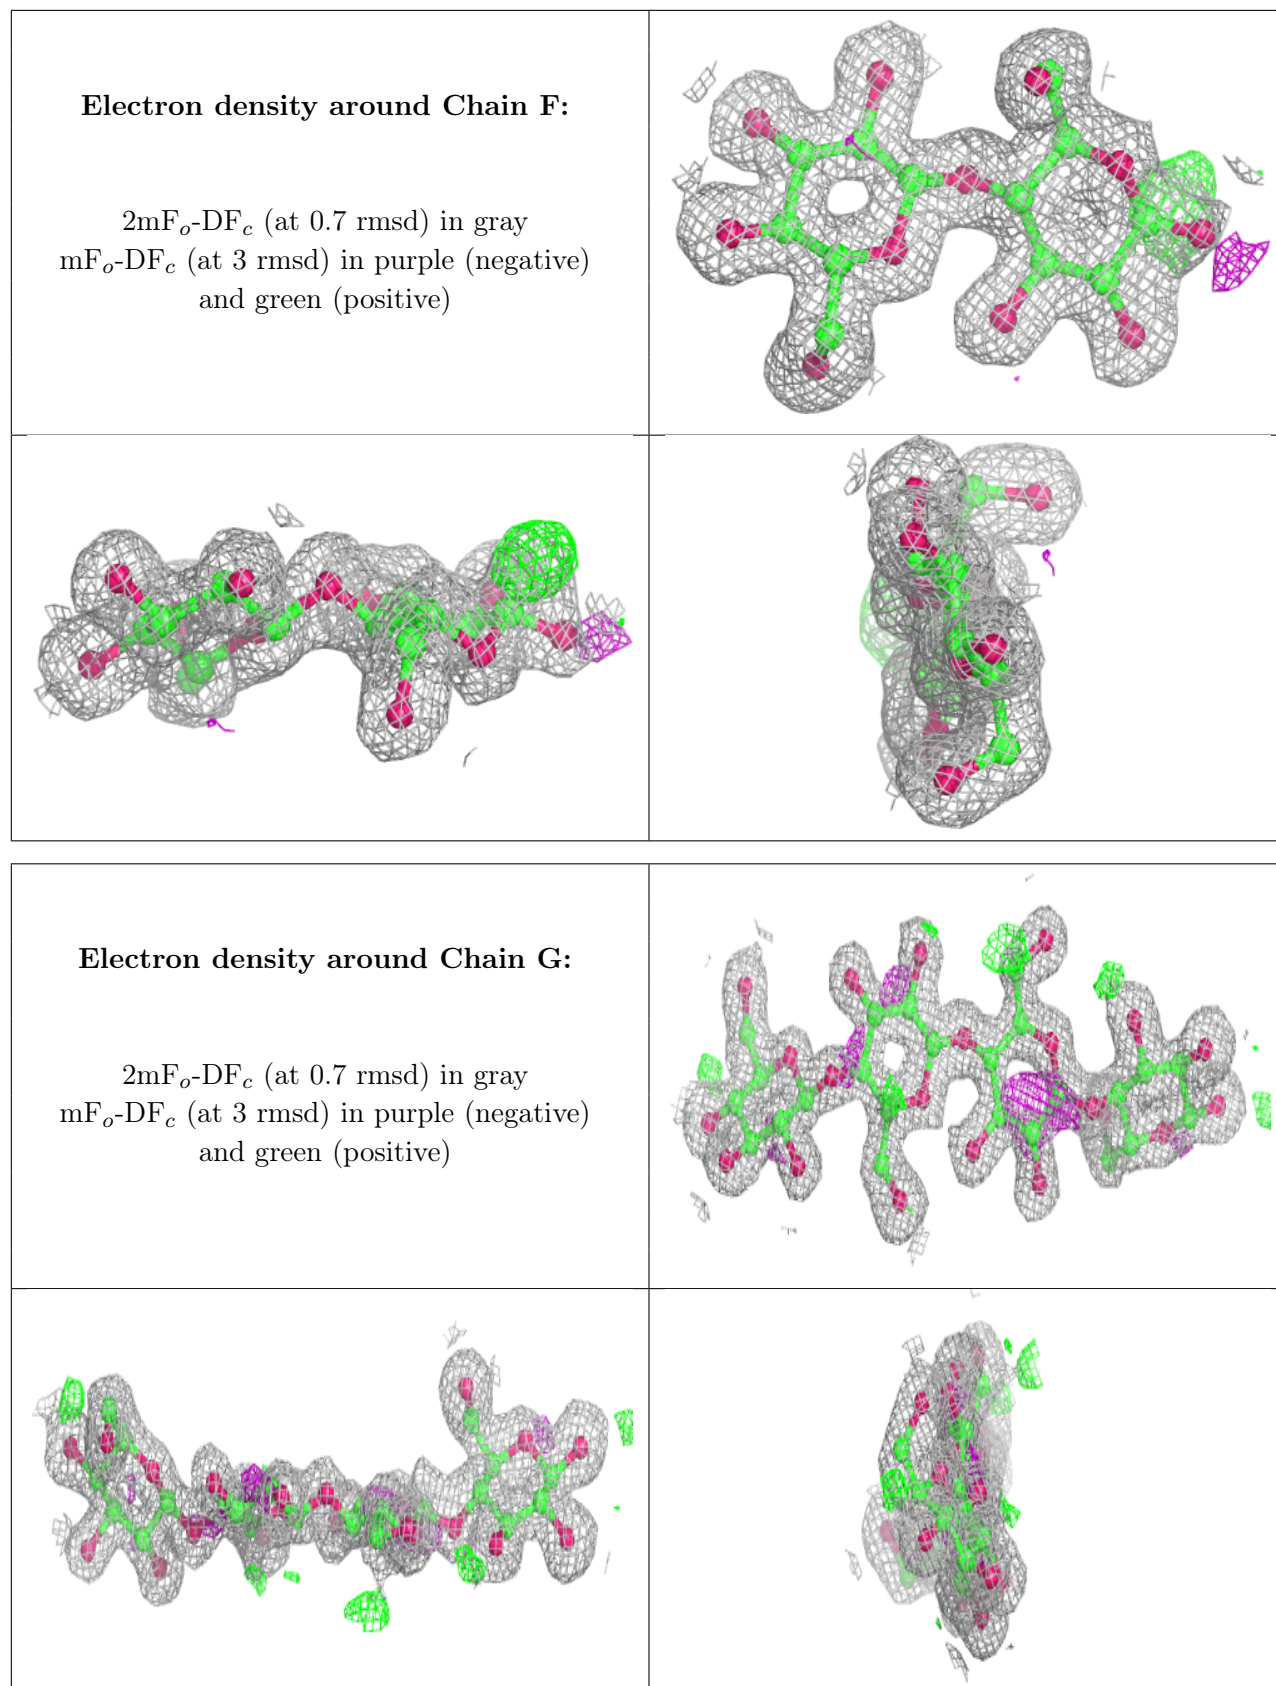 Electron density around Chain F:
2mFₒ-DF𝒸 (at 0.7 rmsd) in gray
mFₒ-DF𝒸 (at 3 rmsd) in purple (negative)
and green (positive)
Electron density around Chain G:
2mFₒ-DF𝒸 (at 0.7 rmsd) in gray
mFₒ-DF𝒸 (at 3 rmsd) in purple (negative)
and green (positive)